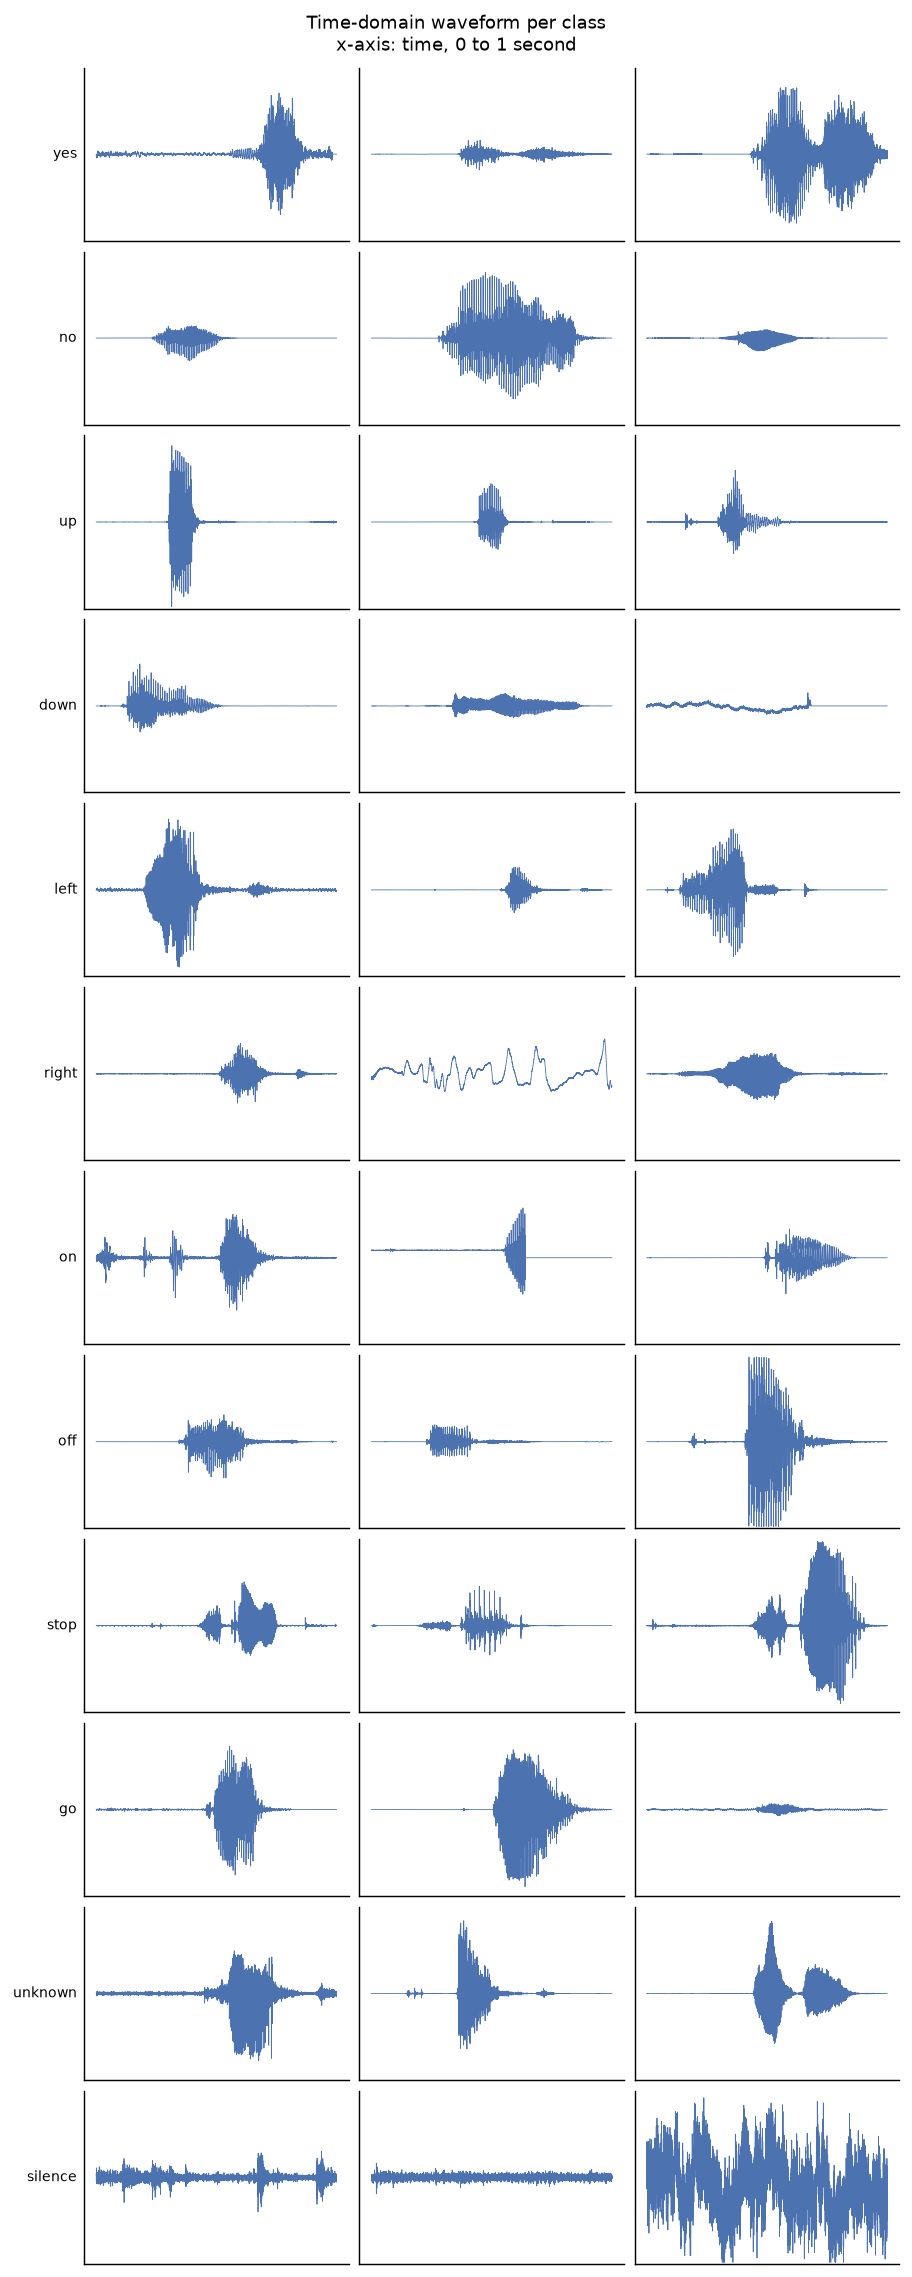 Time-domain waveform per class
x-axis: time, 0 to 1 second
yes
no
up
down
left
right
on
off
stop
go
unknown
silence